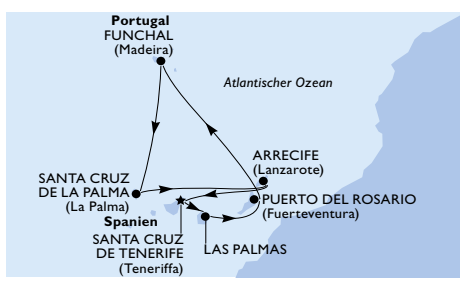 Portugal
FUNCHAL
(Madeira)
Atlantischer Ozean
ARRECIFE
(Lanzarote)
SANTA CRUZ
DE LA PALMA
(La Palma)
PUERTO DEL ROSARIO
(Fuerteventura)
Spanien
SANTA CRUZ
DE TENERIFE
(Teneriffa)
LAS PALMAS